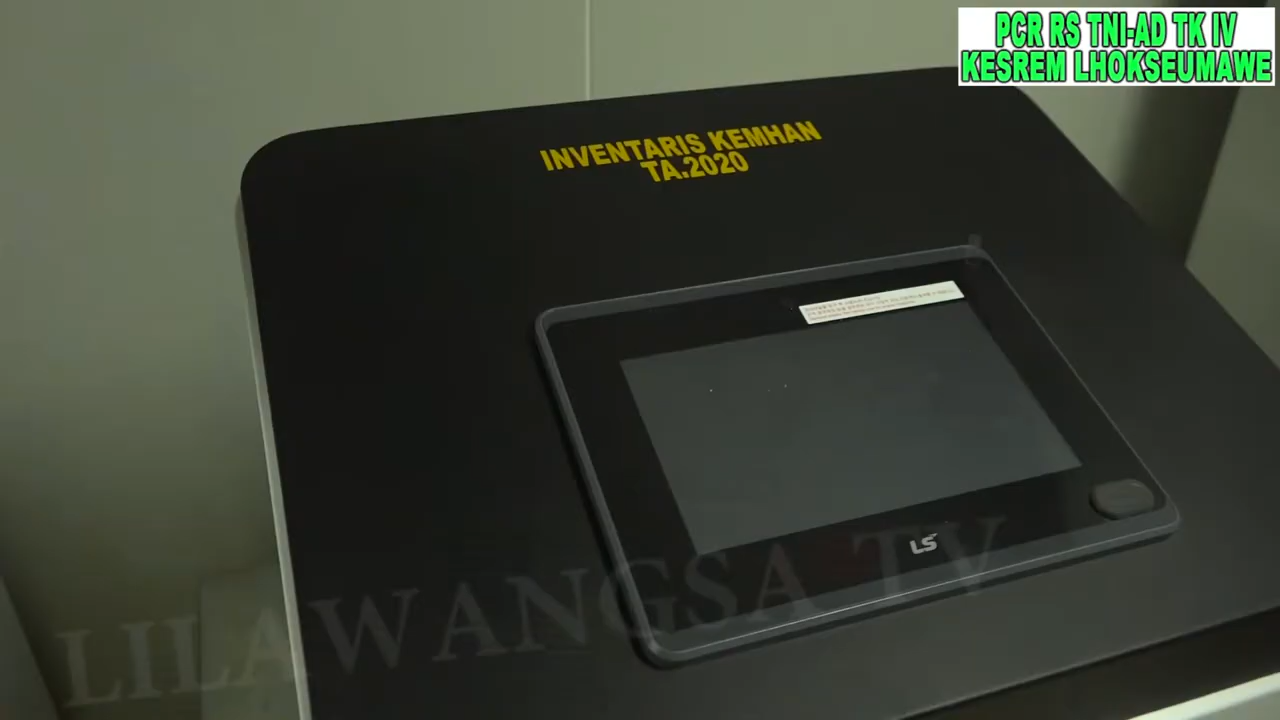 PCR RS TNI-AD TK IV
KESREM LHOKSEUMAWE
INVENTARIS KEMHAN
TA.2020
LS
LILAWANGSA TV